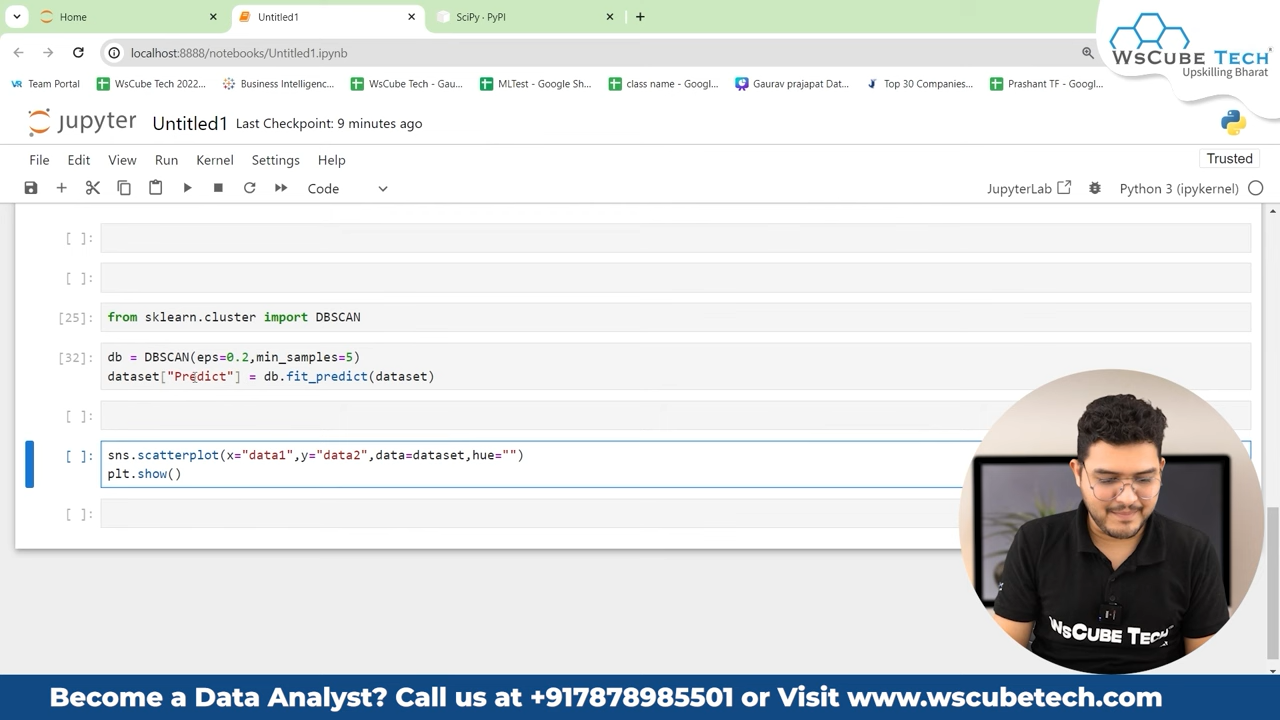 Home
Untitled1
SciPy · PyPI
localhost:8888/notebooks/Untitled1.ipynb
WsCube Tech
Upskilling Bharat
VR Team Portal
WsCube Tech 2022...
Business Intelligenc...
WsCube Tech - Gau...
MLTest - Google Sh...
class name - Googl...
Gaurav prajapat Dat...
Top 30 Companies...
Prashant TF - Goog...
jupyter Untitled1 Last Checkpoint: 9 minutes ago
File Edit View Run Kernel Settings Help
Trusted
Code
JupyterLab
Python 3 (ipykernel)
[ ]:
[ ]:
[25]: from sklearn.cluster import DBSCAN
[32]: db = DBSCAN(eps=0.2,min_samples=5)
dataset["Predict"] = db.fit_predict(dataset)
[ ]:
[ ]: sns.scatterplot(x="data1",y="data2",data=dataset,hue="")
plt.show()
[ ]:
WsCube Tech
Become a Data Analyst? Call us at +917878985501 or Visit www.wscubetech.com